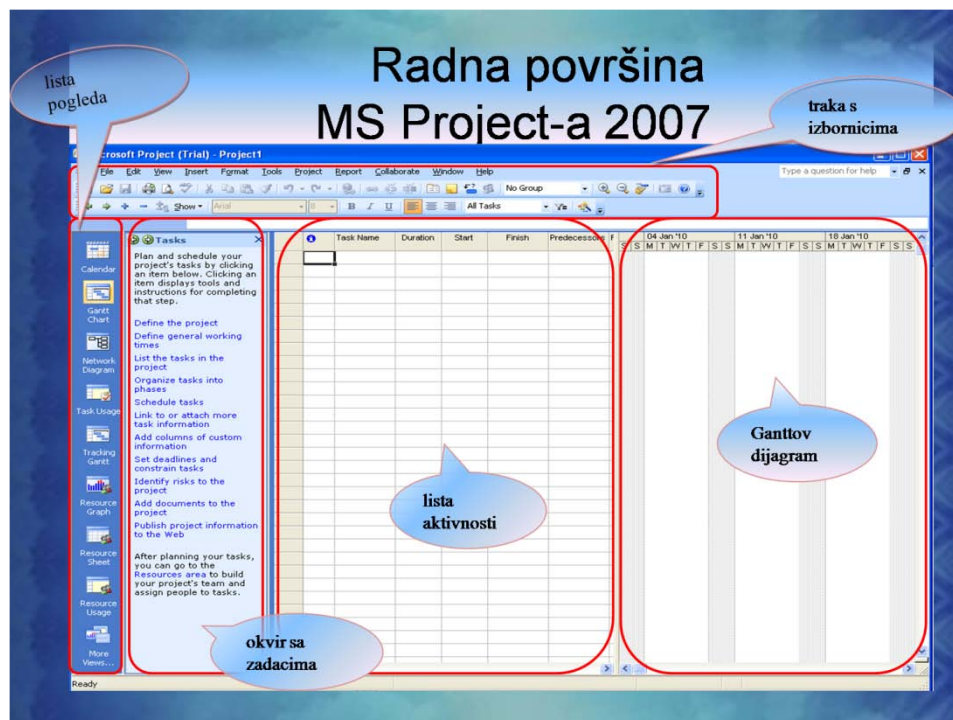 Radna površina
MS Project-a 2007
lista
pogleda
traka s
izbornicima
Microsoft Project (Trial) - Project1
File Edit View Insert Format Tools Project Report Collaborate Window Help
Type a question for help
No Group
Show Arial 8 B I U All Tasks
Calendar
Gantt
Chart
Network
Diagram
Task Usage
Tracking
Gantt
Resource
Graph
Resource
Sheet
Resource
Usage
More
Views...
Tasks
Plan and schedule your
project's tasks by clicking
an item below. Clicking an
item displays tools and
instructions for completing
that step.
Define the project
Define general working
times
List the tasks in the
project
Organize tasks into
phases
Schedule tasks
Link to or attach more
task information
Add columns of custom
information
Set deadlines and
constrain tasks
Identify risks to the
project
Add documents to the
project
Publish project information
to the Web
After planning your tasks,
you can go to the
Resources area to build
your project's team and
assign people to tasks.
okvir sa
zadacima
Task Name Duration Start Finish Predecessors
lista
aktivnosti
04 Jan '10 11 Jan '10 18 Jan '10
S S M T W T F S S M T W T F S S M T W T F S S
Ganttov
dijagram
Ready